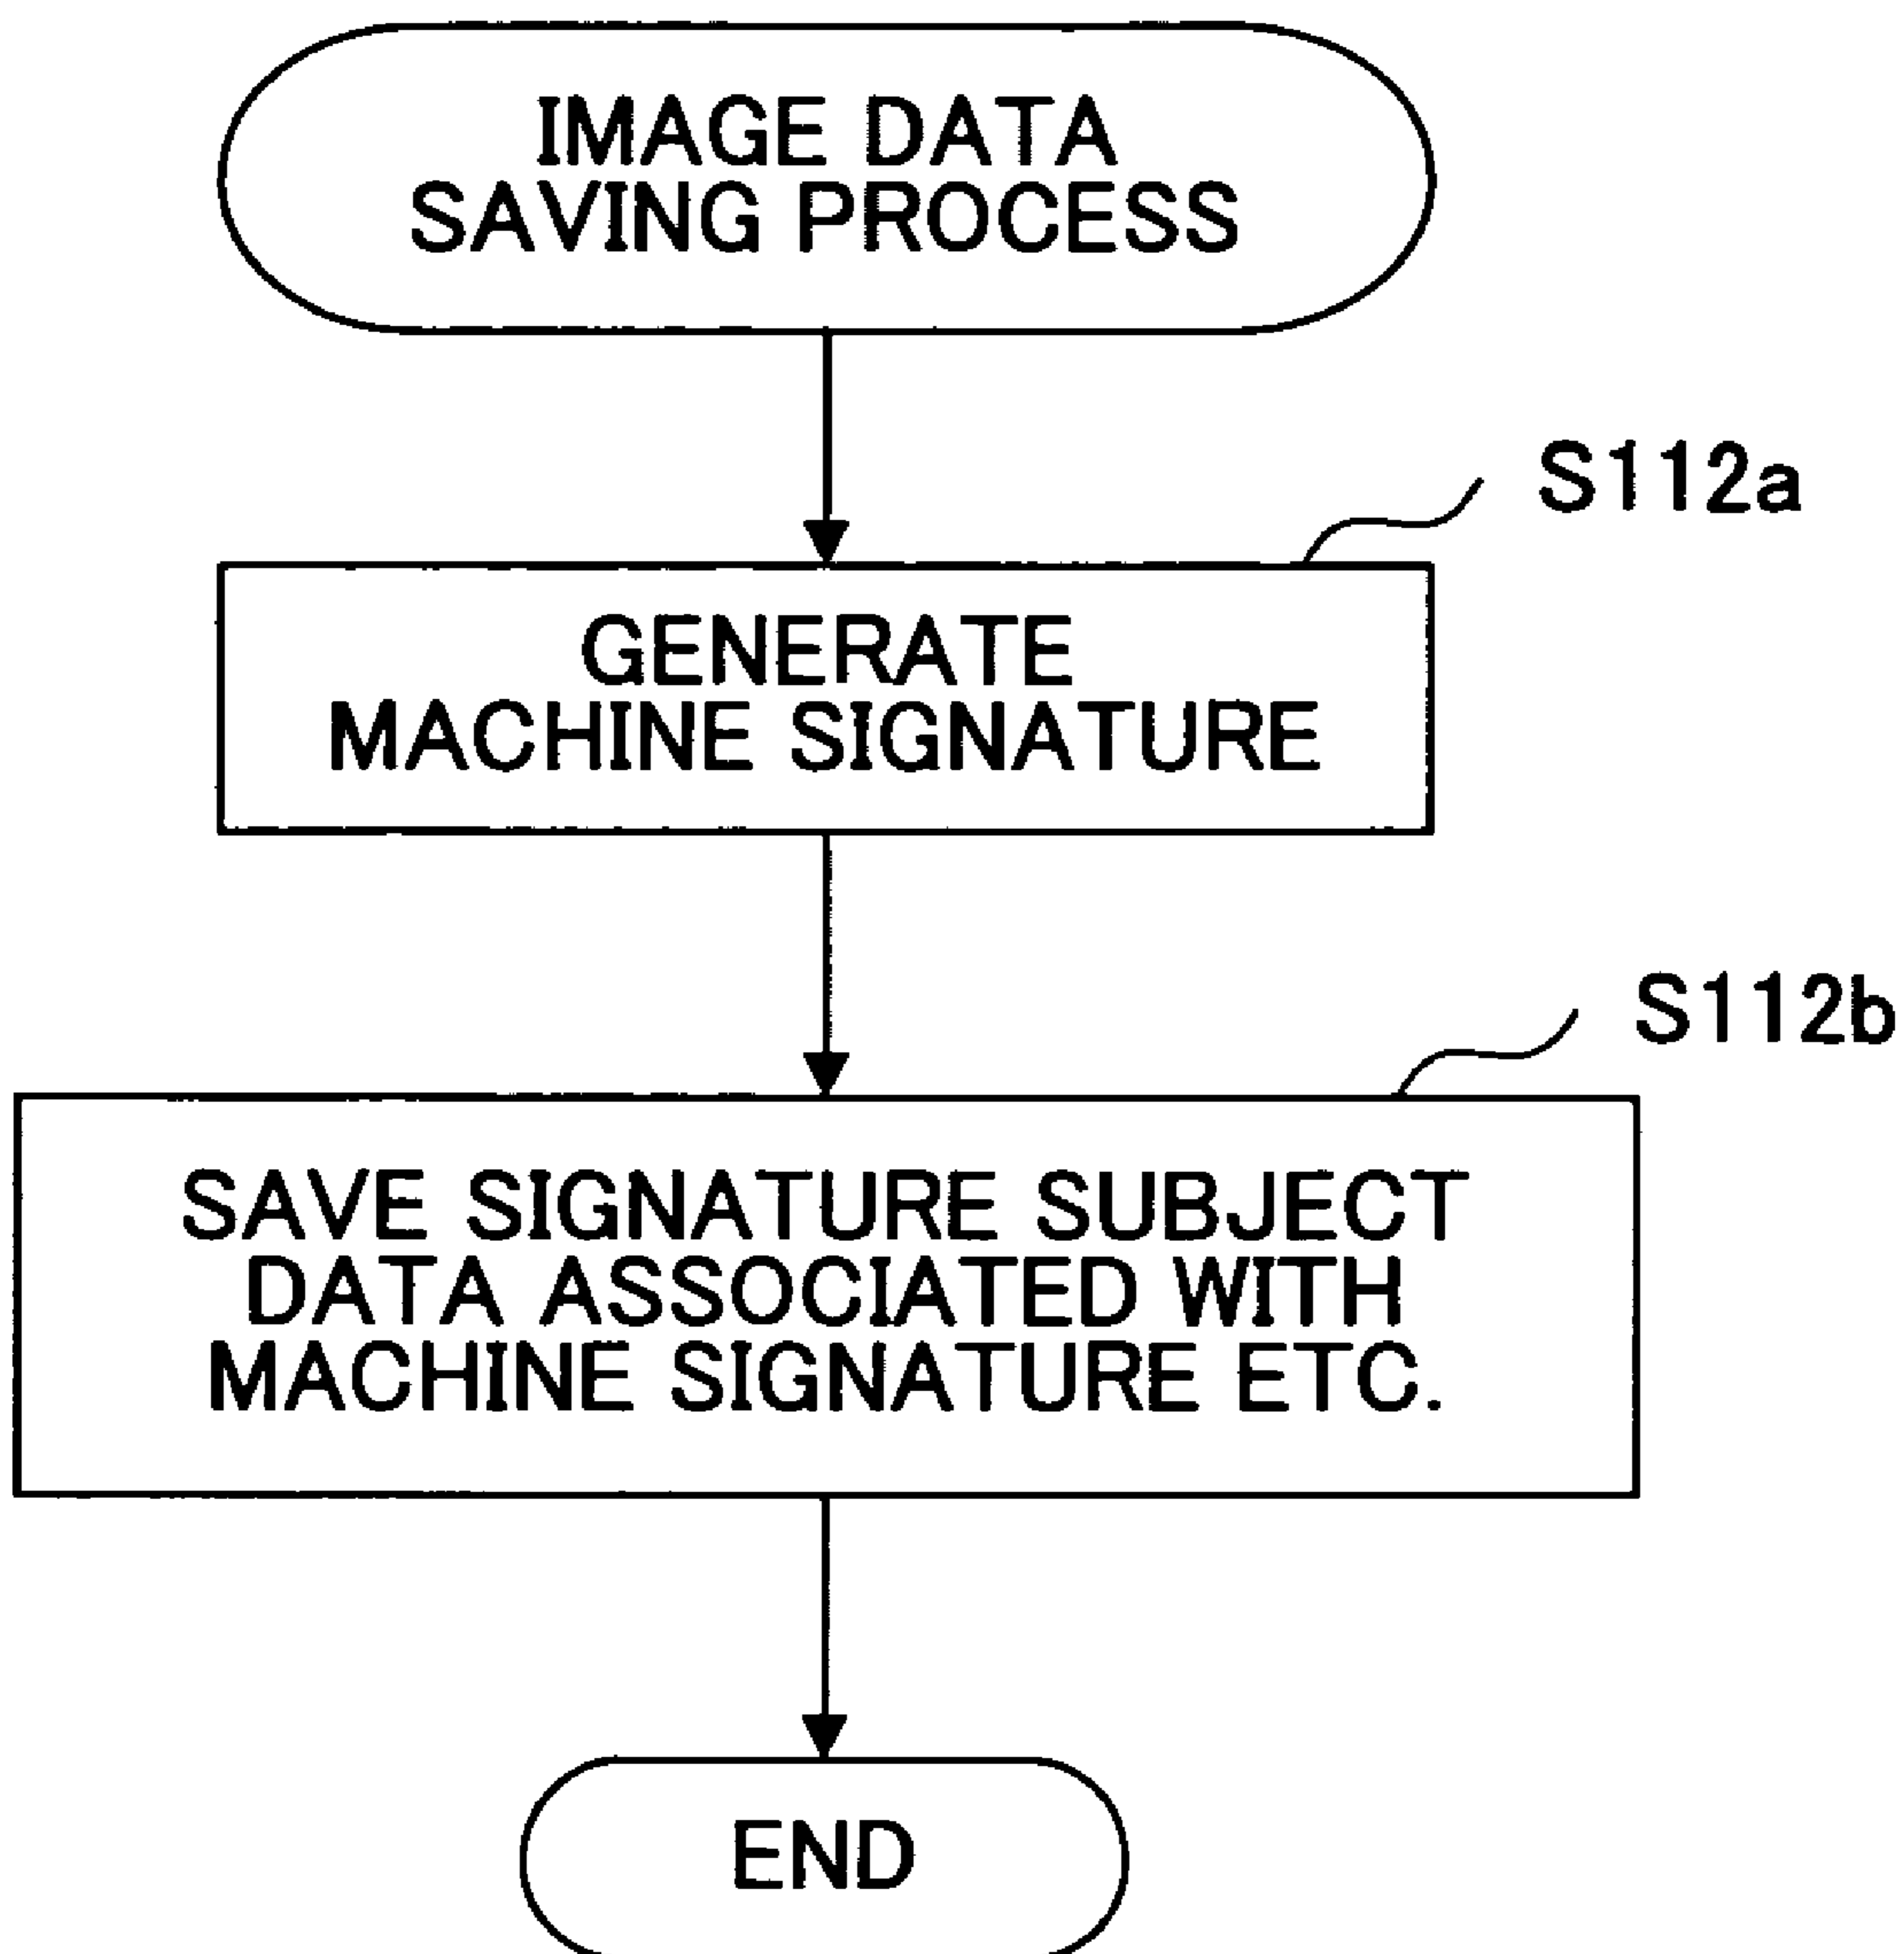 IMAGE DATA
SAVING PROCESS
S112a
GENERATE
MACHINE SIGNATURE
S112b
SAVE SIGNATURE SUBJECT
DATA ASSOCIATED WITH
MACHINE SIGNATURE ETC.
END